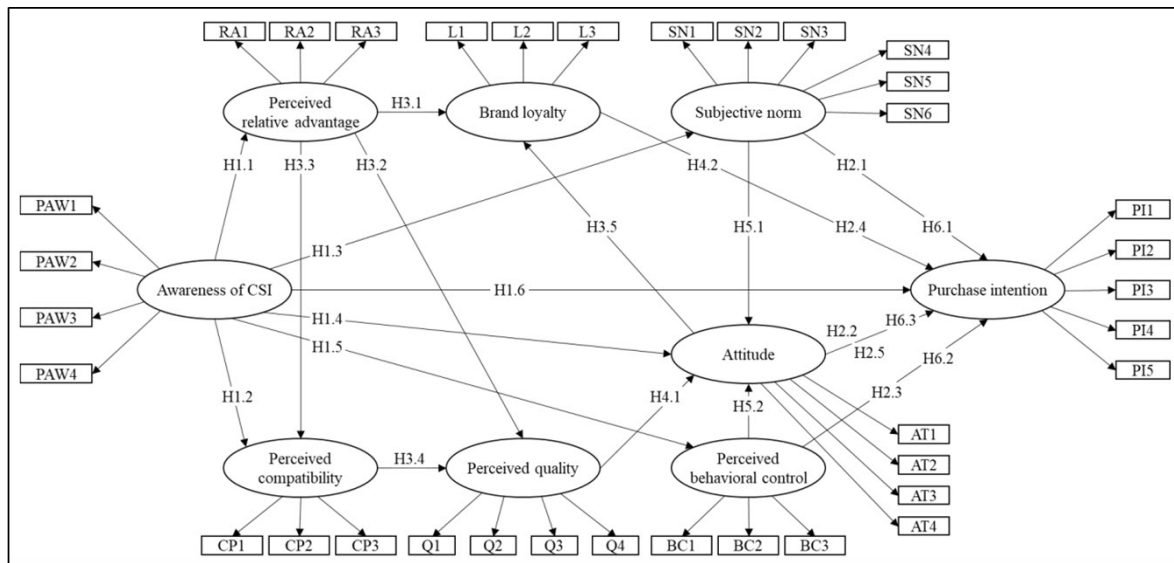 RA1
RA2
RA3
L1
L2
L3
SN1
SN2
SN3
SN4
SN5
SN6
Perceived
relative advantage
H3.1
Brand loyalty
Subjective norm
H1.1
H3.3
H3.2
H4.2
H2.1
PAW1
PAW2
PAW3
PAW4
H1.3
H3.5
H5.1
H2.4
H6.1
PI1
PI2
PI3
PI4
PI5
Awareness of CSI
H1.6
Purchase intention
H1.4
H1.5
H2.2
H6.3
Attitude
H2.5
H6.2
H1.2
H4.1
H5.2
H2.3
AT1
AT2
AT3
AT4
Perceived
compatibility
H3.4
Perceived quality
Perceived
behavioral control
CP1
CP2
CP3
Q1
Q2
Q3
Q4
BC1
BC2
BC3